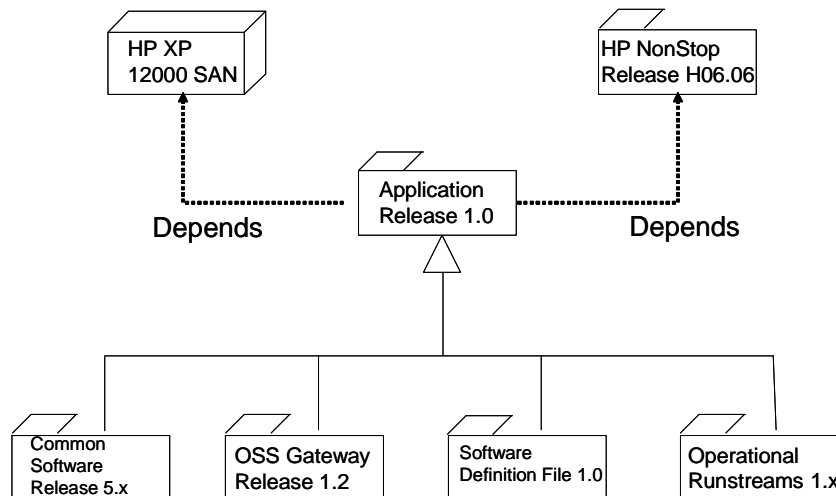 HP XP
12000 SAN
HP NonStop
Release H06.06
Application
Release 1.0
Depends
Depends
Common
Software
Release 5.x
OSS Gateway
Release 1.2
Software
Definition File 1.0
Operational
Runstreams 1.x